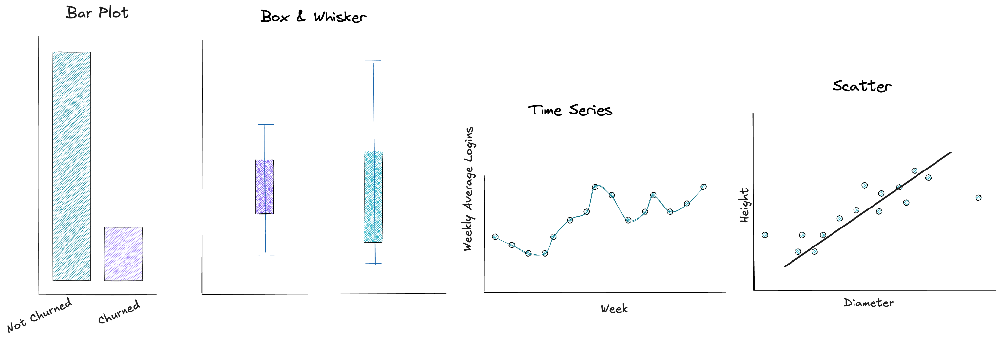 Bar Plot
Not Churned
Churned
Box & Whisker
Time Series
Weekly Average Logins
Week
Scatter
Height
Diameter